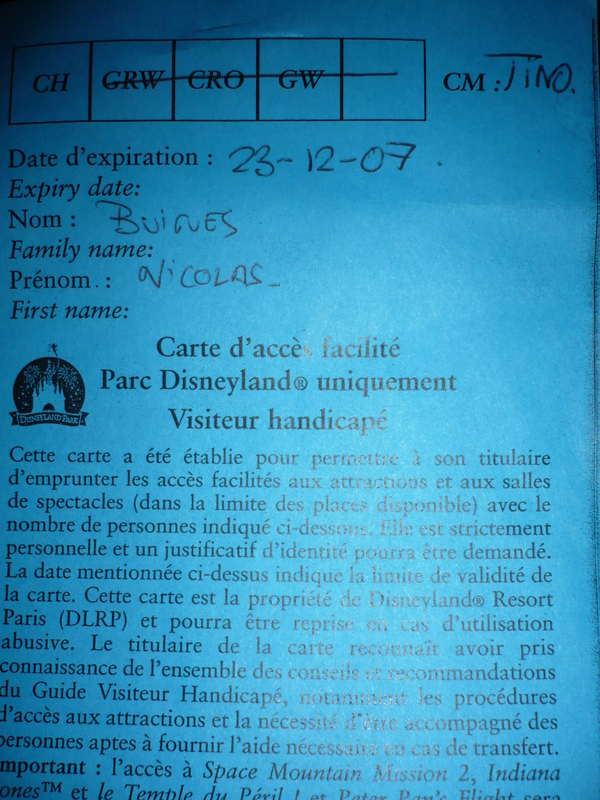 CH GRW CRO GW CM : TINO.
Date d'expiration : 23-12-07.
Expiry date:
Nom : BUIGUES
Family name:
Prénom. : NICOLAS
First name:
Carte d'accès facilité
Parc Disneyland® uniquement
DISNEYLAND PARK
Visiteur handicapé
Cette carte a été établie pour permettre à son titulaire
d'emprunter les accès facilités aux attractions et aux salles
de spectacles (dans la limite des places disponible) avec le
nombre de personnes indiqué ci-dessous. Elle est strictement
personnelle et un justificatif d'identité pourra être demandé.
La date mentionnée ci-dessus indique la limite de validité de
la carte. Cette carte est la propriété de Disneyland® Resort
Paris (DLRP) et pourra être reprise en cas d'utilisation
abusive. Le titulaire de la carte reconnaît avoir pris
connaissance de l'ensemble des conseils et recommandations
du Guide Visiteur Handicapé, notamment les procédures
d'accès aux attractions et la nécessité d'être accompagné des
personnes aptes à fournir l'aide nécessaire en cas de transfert.
mportant : l'accès à Space Mountain Mission 2, Indiana
ones™ et le Temple du Péril ! et Peter Pan's Flight sera